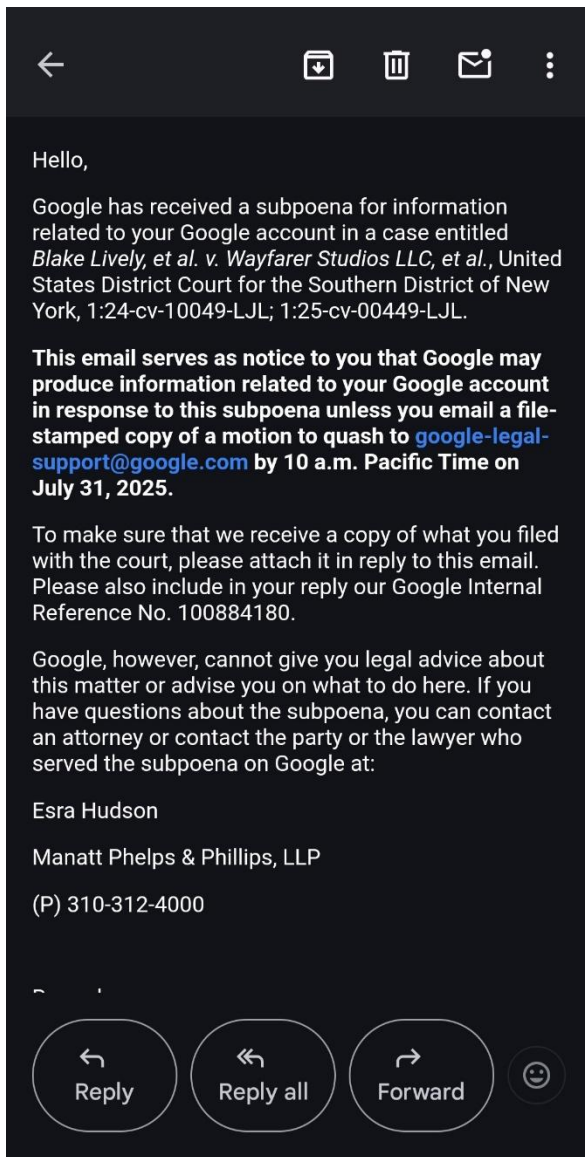 Hello,
Google has received a subpoena for information
related to your Google account in a case entitled
Blake Lively, et al. v. Wayfarer Studios LLC, et al., United
States District Court for the Southern District of New
York, 1:24-cv-10049-LJL; 1:25-cv-00449-LJL.
This email serves as notice to you that Google may
produce information related to your Google account
in response to this subpoena unless you email a file-
stamped copy of a motion to quash to google-legal-
support@google.com by 10 a.m. Pacific Time on
July 31, 2025.
To make sure that we receive a copy of what you filed
with the court, please attach it in reply to this email.
Please also include in your reply our Google Internal
Reference No. 100884180.
Google, however, cannot give you legal advice about
this matter or advise you on what to do here. If you
have questions about the subpoena, you can contact
an attorney or contact the party or the lawyer who
served the subpoena on Google at:
Esra Hudson
Manatt Phelps & Phillips, LLP
(P) 310-312-4000
Reply Reply all Forward